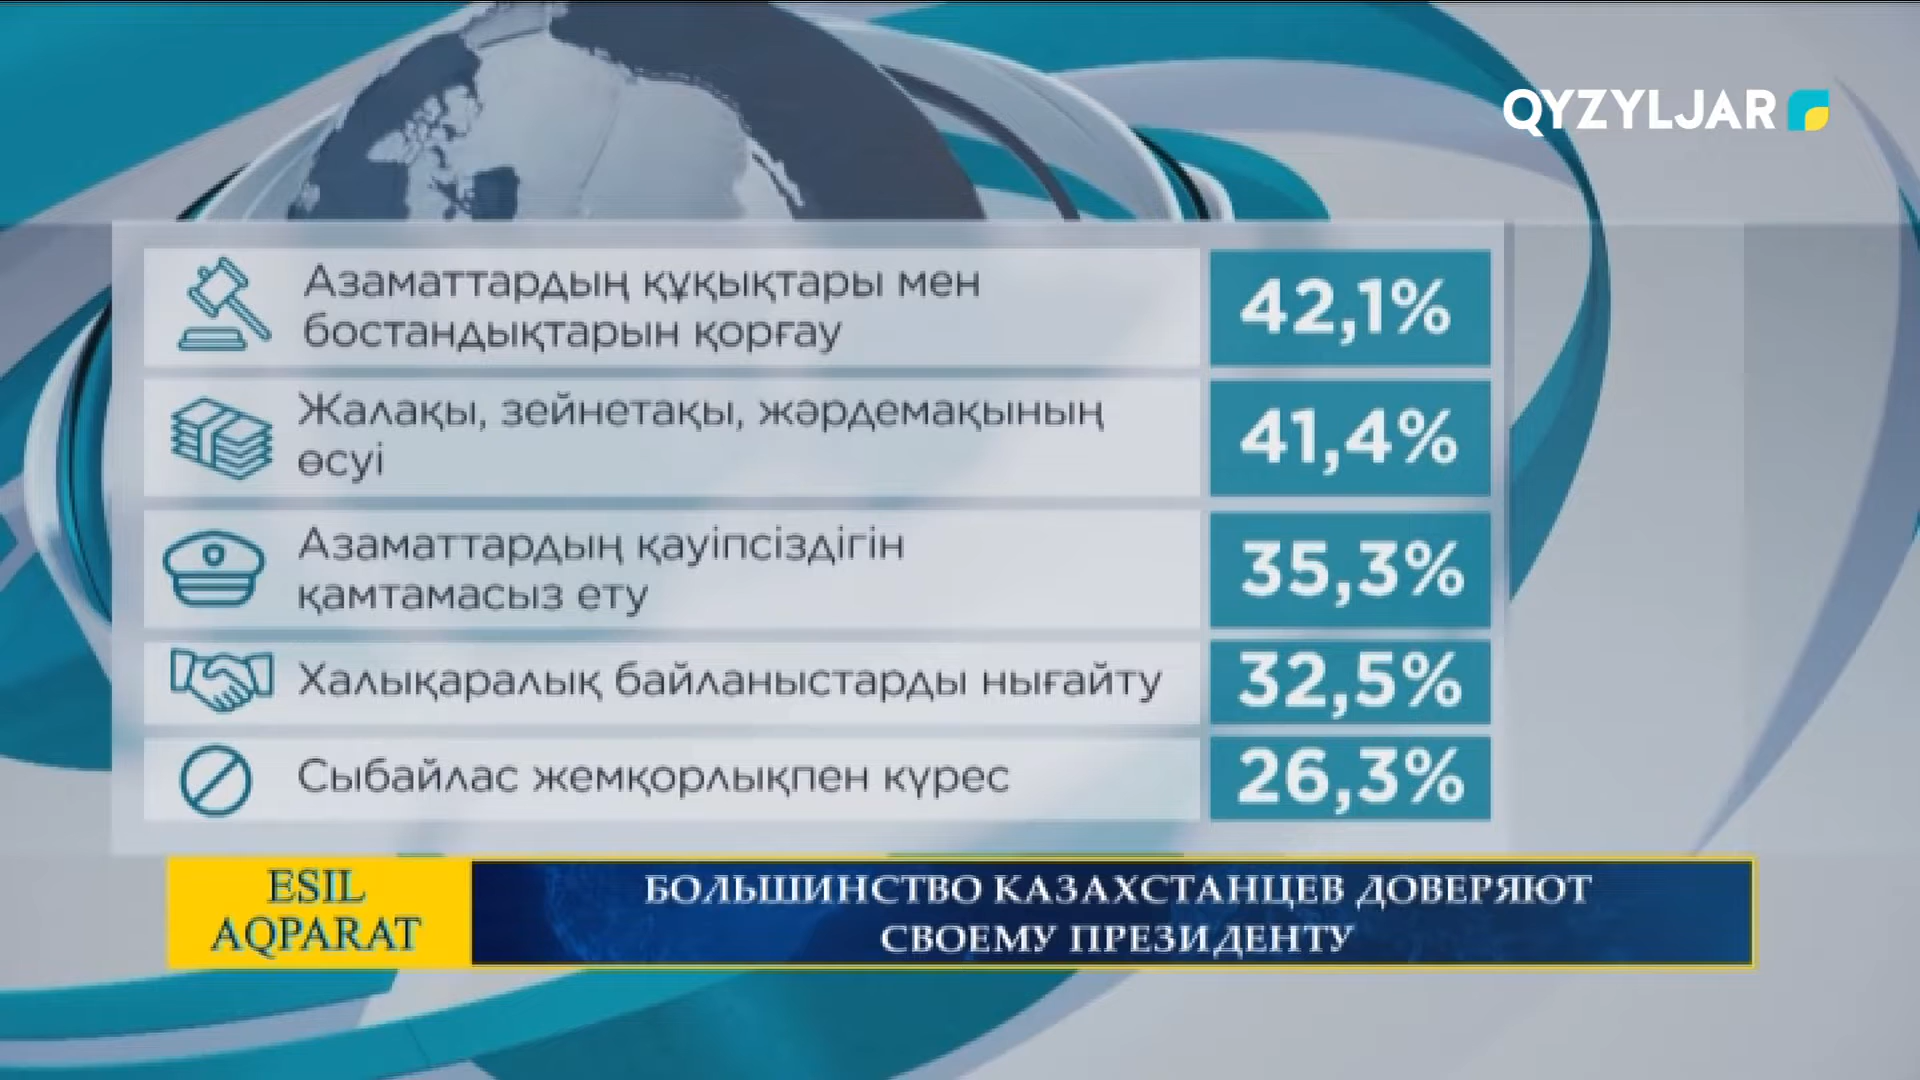 QYZYLJAR
Азаматтардың құқықтары мен
бостандықтарын қорғау
42,1%
Жалақы, зейнетақы, жәрдемақының
өсуі
41,4%
Азаматтардың қауіпсіздігін
қамтамасыз ету
35,3%
Халықаралық байланыстарды нығайту
32,5%
Сыбайлас жемқорлықпен күрес
26,3%
ESIL
AQPARAT
БОЛЬШИНСТВО КАЗАХСТАНЦЕВ ДОВЕРЯЮТ
СВОЕМУ ПРЕЗИДЕНТУ